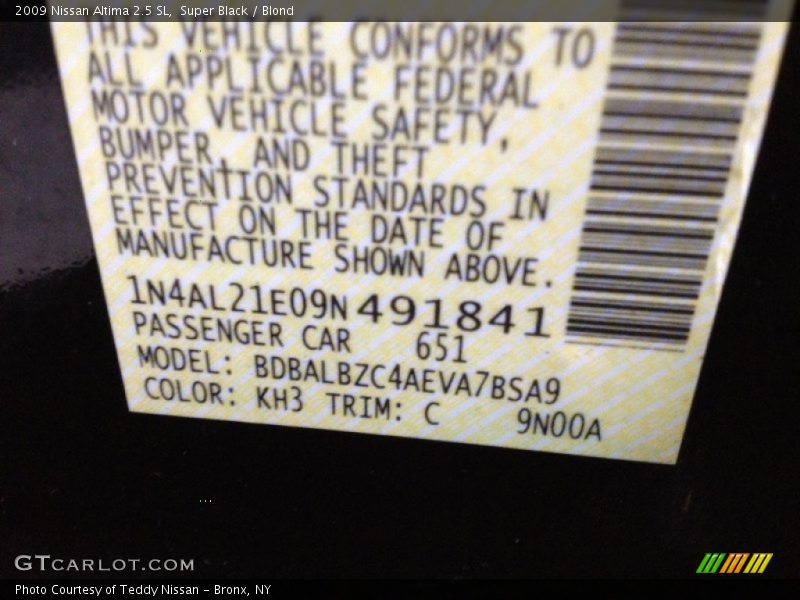 2009 Nissan Altima 2.5 SL, Super Black / Blond
THIS VEHICLE CONFORMS TO
ALL APPLICABLE FEDERAL
MOTOR VEHICLE SAFETY,
BUMPER, AND THEFT
PREVENTION STANDARDS IN
EFFECT ON THE DATE OF
MANUFACTURE SHOWN ABOVE.
1N4AL21E09N491841
PASSENGER CAR 651
MODEL: BDBALBZC4AEVA7BSA9
COLOR: KH3 TRIM: C 9N00A
GTCARLOT.COM
Photo Courtesy of Teddy Nissan - Bronx, NY